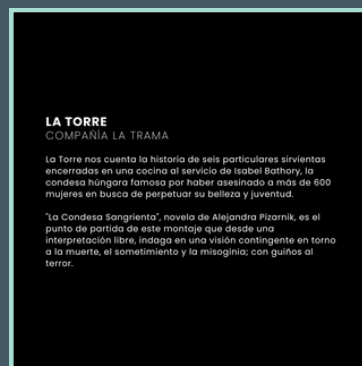 LA TORRE
COMPAÑÍA LA TRAMA
La Torre nos cuenta la historia de seis particulares sirvientas
encerradas en una cocina al servicio de Isabel Bathory, la
condesa húngara famosa por haber asesinado a más de 600
mujeres en busca de perpetuar su belleza y juventud.
"La Condesa Sangrienta", novela de Alejandra Pizarnik, es el
punto de partida de este montaje que desde una
interpretación libre, indaga en una visión contingente en torno
a la muerte, el sometimiento y la misoginia; con guiños al
terror.